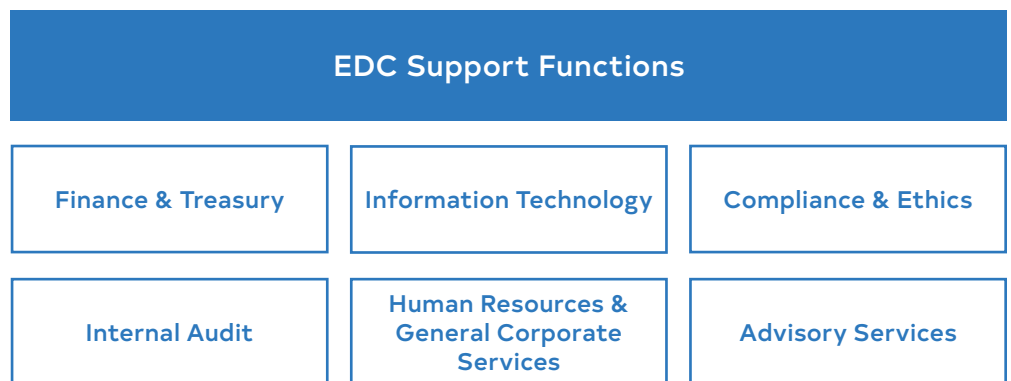 EDC Support Functions
Finance & Treasury
Information Technology
Compliance & Ethics
Internal Audit
Human Resources &
General Corporate
Services
Advisory Services